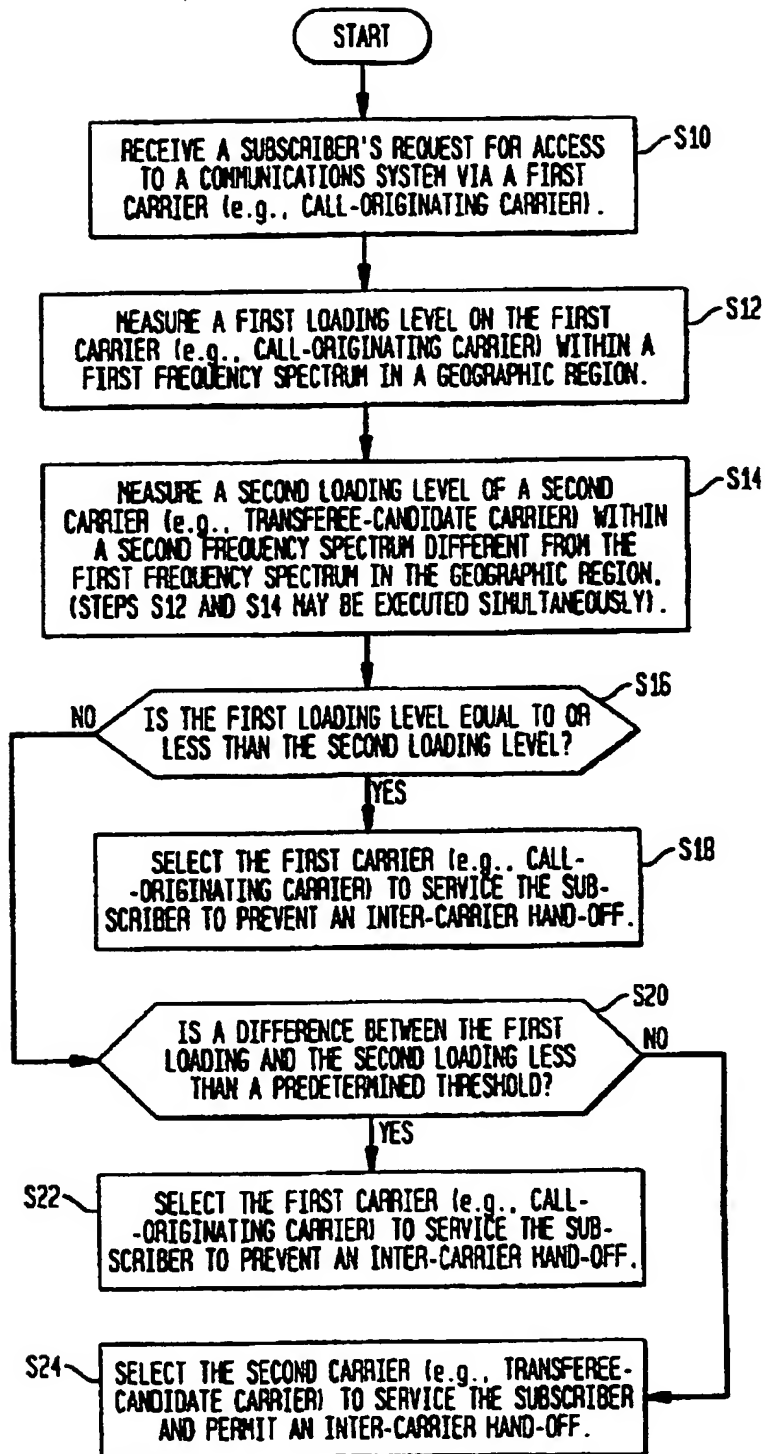 START
RECEIVE A SUBSCRIBER'S REQUEST FOR ACCESS
TO A COMMUNICATIONS SYSTEM VIA A FIRST
CARRIER (e.g., CALL-ORIGINATING CARRIER).
S10
MEASURE A FIRST LOADING LEVEL ON THE FIRST
CARRIER (e.g., CALL-ORIGINATING CARRIER) WITHIN A
FIRST FREQUENCY SPECTRUM IN A GEOGRAPHIC REGION.
S12
MEASURE A SECOND LOADING LEVEL OF A SECOND
CARRIER (e.g., TRANSFEREE-CANDIDATE CARRIER) WITHIN
A SECOND FREQUENCY SPECTRUM DIFFERENT FROM THE
FIRST FREQUENCY SPECTRUM IN THE GEOGRAPHIC REGION.
(STEPS S12 AND S14 MAY BE EXECUTED SIMULTANEOUSLY).
S14
IS THE FIRST LOADING LEVEL EQUAL TO OR
LESS THAN THE SECOND LOADING LEVEL?
S16
NO
YES
SELECT THE FIRST CARRIER (e.g., CALL-
-ORIGINATING CARRIER) TO SERVICE THE SUB-
SCRIBER TO PREVENT AN INTER-CARRIER HAND-OFF.
S18
IS A DIFFERENCE BETWEEN THE FIRST
LOADING AND THE SECOND LOADING LESS
THAN A PREDETERMINED THRESHOLD?
S20
NO
YES
S22
SELECT THE FIRST CARRIER (e.g., CALL-
-ORIGINATING CARRIER) TO SERVICE THE SUB-
SCRIBER TO PREVENT AN INTER-CARRIER HAND-OFF.
S24
SELECT THE SECOND CARRIER (e.g., TRANSFEREE-
CANDIDATE CARRIER) TO SERVICE THE SUBSCRIBER
AND PERMIT AN INTER-CARRIER HAND-OFF.